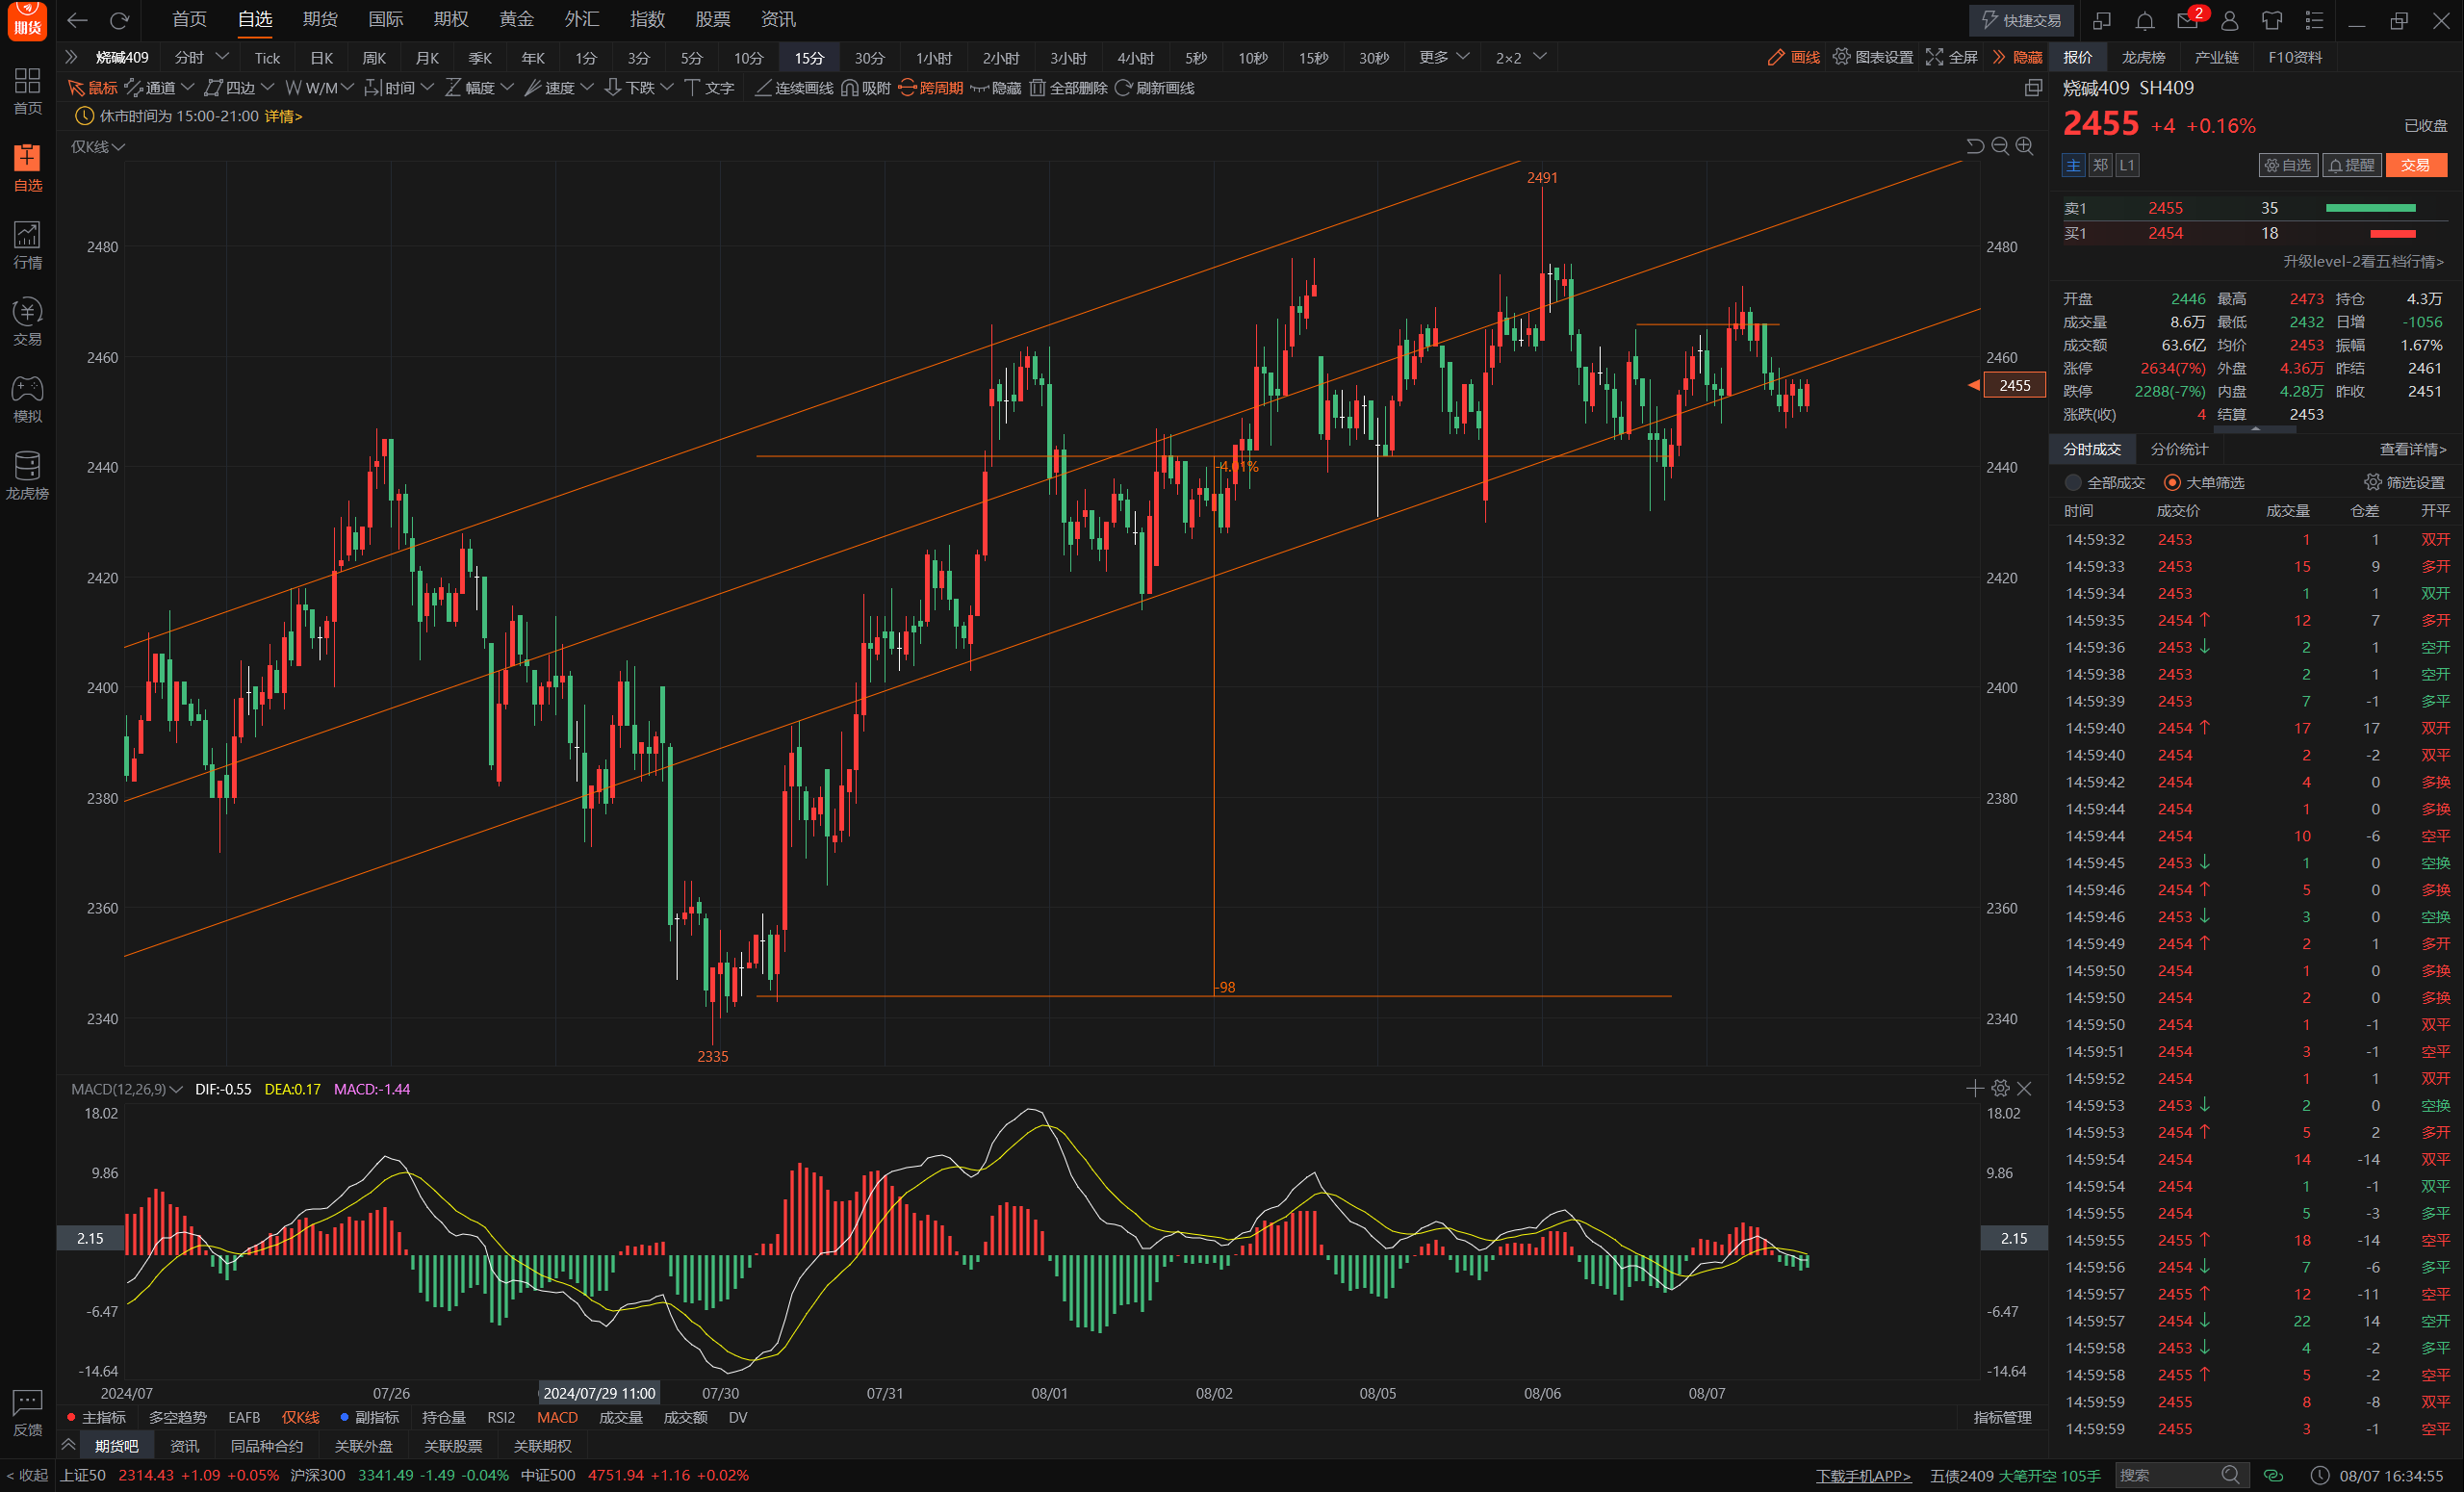 期货
首页 自选 期货 国际 期权 黄金 外汇 指数 股票 资讯
快捷交易
2
烧碱409 分时 Tick 日K 周K 月K 季K 年K 1分 3分 5分 10分 15分 30分 1小时 2小时 3小时 4小时 5秒 10秒 15秒 30秒 更多 2×2
画线 图表设置 全屏 隐藏
鼠标 通道 四边 W/M 时间 幅度 速度 下跌 文字 连续画线 吸附 跨周期 隐藏 全部删除 刷新画线
休市时间为 15:00-21:00 详情>
仅K线
首页
自选
行情
交易
模拟
龙虎榜
反馈
2480
2460
2440
2420
2400
2380
2360
2340
2491
-4.01%
-98
2335
2480
2460
2455
2440
2420
2400
2380
2360
2340
MACD(12,26,9) DIF:-0.55 DEA:0.17 MACD:-1.44
18.02
9.86
2.15
-6.47
-14.64
18.02
9.86
2.15
-6.47
-14.64
2024/07 07/26 2024/07/29 11:00 07/30 07/31 08/01 08/02 08/05 08/06 08/07
主指标 多空趋势 EAFB 仅K线 副指标 持仓量 RSI2 MACD 成交量 成交额 DV 指标管理
期货吧 资讯 同品种合约 关联外盘 关联股票 关联期权
报价 龙虎榜 产业链 F10资料
烧碱409 SH409
2455 +4 +0.16% 已收盘
主 郑 L1 自选 提醒 交易
卖1 2455 35
买1 2454 18
升级level-2看五档行情>
开盘 2446 最高 2473 持仓 4.3万
成交量 8.6万 最低 2432 日增 -1056
成交额 63.6亿 均价 2453 振幅 1.67%
涨停 2634(7%) 外盘 4.36万 昨结 2461
跌停 2288(-7%) 内盘 4.28万 昨收 2451
涨跌(收) 4 结算 2453
分时成交 分价统计 查看详情>
全部成交 大单筛选 筛选设置
时间 成交价 成交量 仓差 开平
14:59:32 2453 1 1 双开
14:59:33 2453 15 9 多开
14:59:34 2453 1 1 双开
14:59:35 2454 ↑ 12 7 多开
14:59:36 2453 ↓ 2 1 空开
14:59:38 2453 2 1 空开
14:59:39 2453 7 -1 多平
14:59:40 2454 ↑ 17 17 双开
14:59:40 2454 2 -2 双平
14:59:42 2454 4 0 多换
14:59:44 2454 1 0 多换
14:59:44 2454 10 -6 空平
14:59:45 2453 ↓ 1 0 空换
14:59:46 2454 ↑ 5 0 多换
14:59:46 2453 ↓ 3 0 空换
14:59:49 2454 ↑ 2 1 多开
14:59:50 2454 1 0 多换
14:59:50 2454 2 0 多换
14:59:50 2454 1 -1 双平
14:59:51 2454 3 -1 空平
14:59:52 2454 1 1 双开
14:59:53 2453 ↓ 2 0 空换
14:59:53 2454 ↑ 5 2 多开
14:59:54 2454 14 -14 双平
14:59:54 2454 1 -1 双平
14:59:55 2454 5 -3 多平
14:59:55 2455 ↑ 18 -14 空平
14:59:56 2454 ↓ 7 -6 多平
14:59:57 2455 ↑ 12 -11 空平
14:59:57 2454 ↓ 22 14 空开
14:59:58 2453 ↓ 4 -2 多平
14:59:58 2455 ↑ 5 -2 空平
14:59:59 2455 8 -8 双平
14:59:59 2455 3 -1 空平
< 收起 上证50 2314.43 +1.09 +0.05% 沪深300 3341.49 -1.49 -0.04% 中证500 4751.94 +1.16 +0.02% 下载手机APP> 五债2409 大笔开空 105手 搜索 08/07 16:34:55